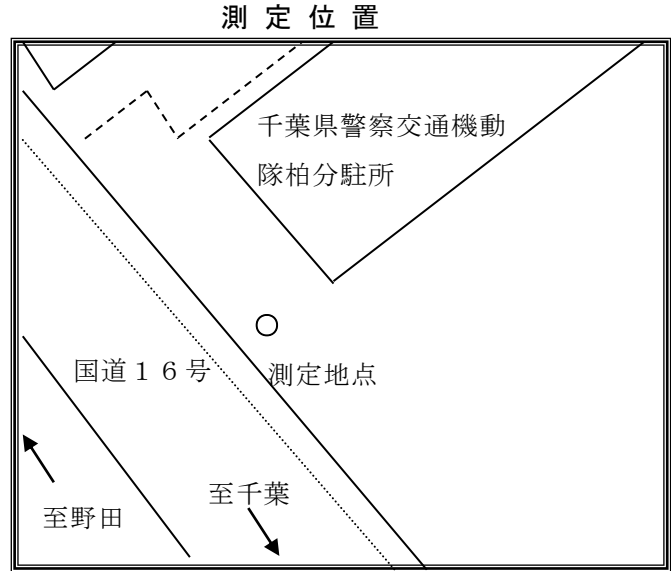 測定位置
千葉県警察交通機動
隊柏分駐所
国道１６号
測定地点
至千葉
至野田